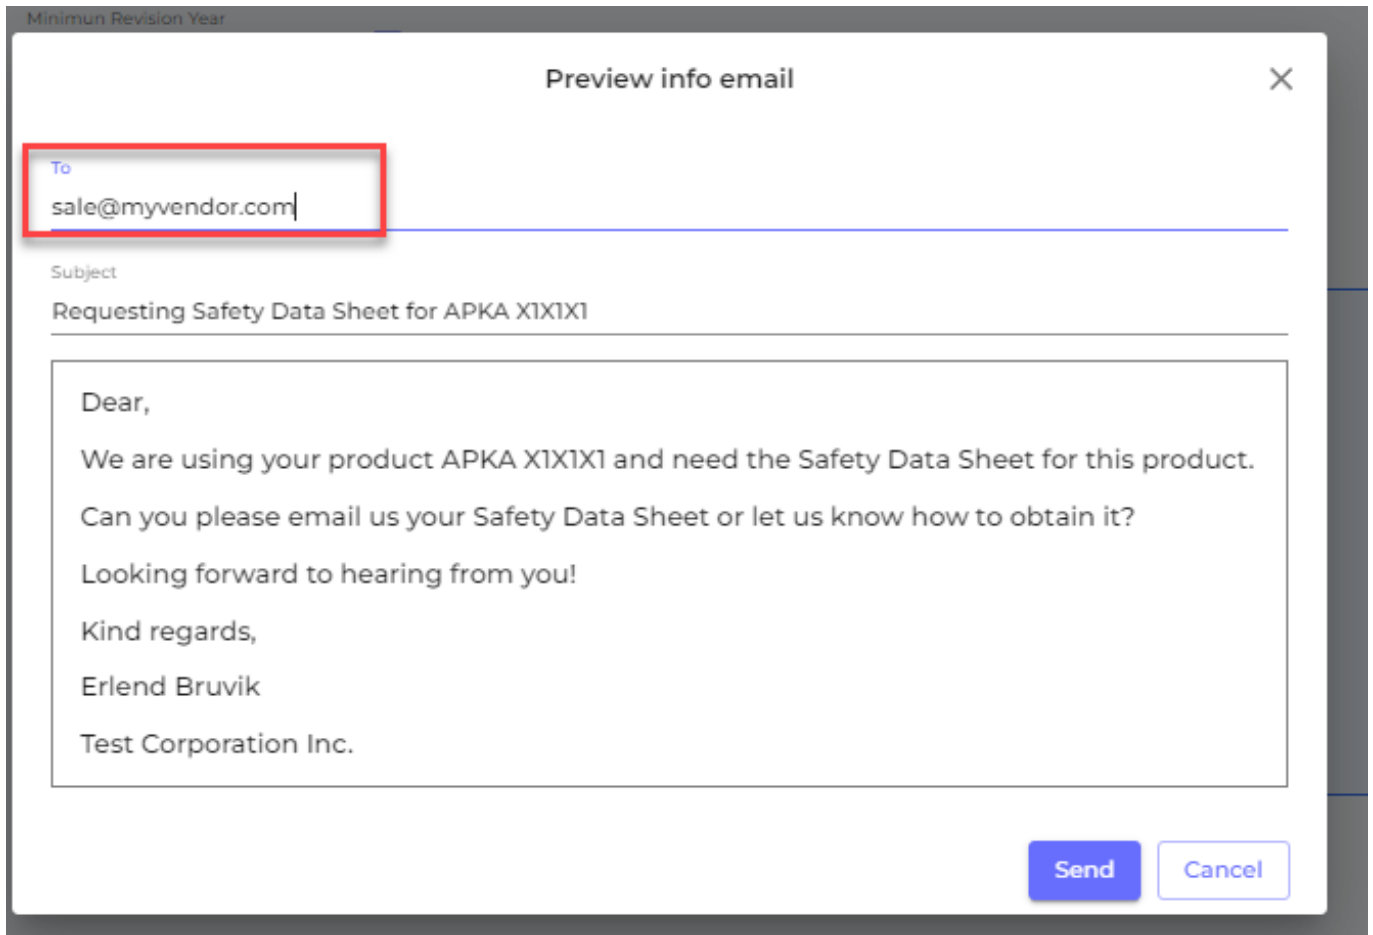 Minimun Revision Year
Preview info email
To
sale@myvendor.com
Subject
Requesting Safety Data Sheet for APKA X1X1X1
Dear,
We are using your product APKA X1X1X1 and need the Safety Data Sheet for this product.
Can you please email us your Safety Data Sheet or let us know how to obtain it?
Looking forward to hearing from you!
Kind regards,
Erlend Bruvik
Test Corporation Inc.
Send Cancel